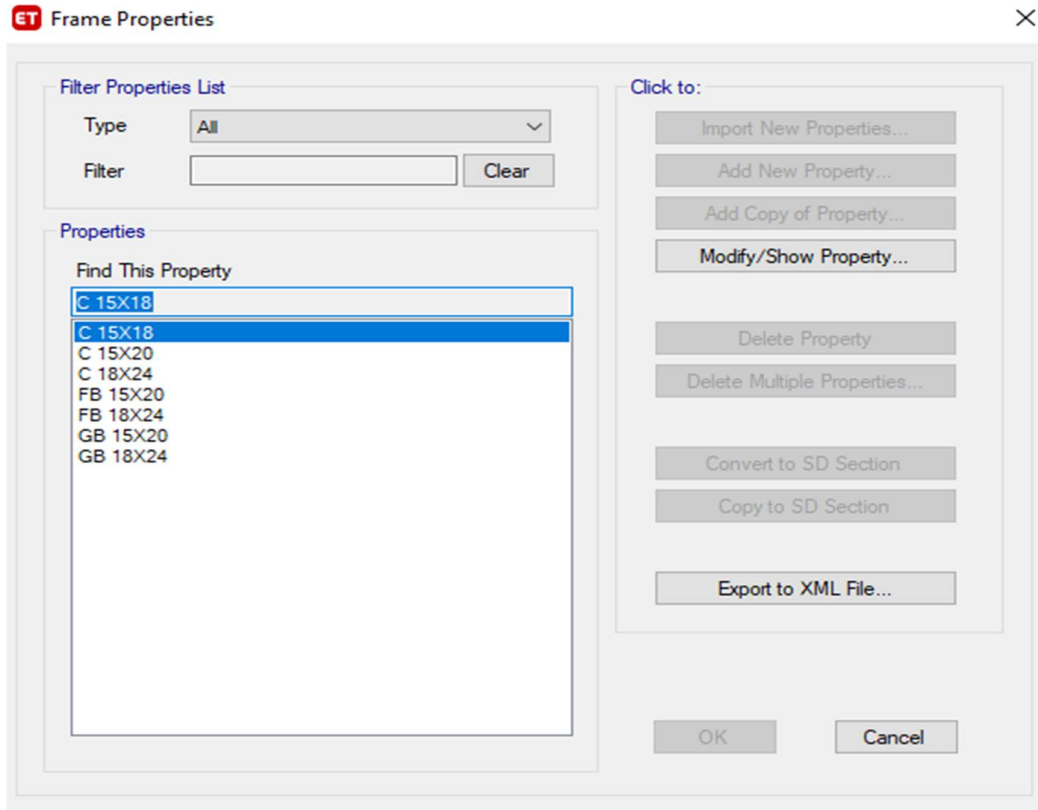 ET Frame Properties
Filter Properties List
Type All
Filter Clear
Properties
Find This Property
C 15X18
C 15X18
C 15X20
C 18X24
FB 15X20
FB 18X24
GB 15X20
GB 18X24
Click to:
Import New Properties...
Add New Property...
Add Copy of Property...
Modify/Show Property...
Delete Property
Delete Multiple Properties...
Convert to SD Section
Copy to SD Section
Export to XML File...
OK Cancel